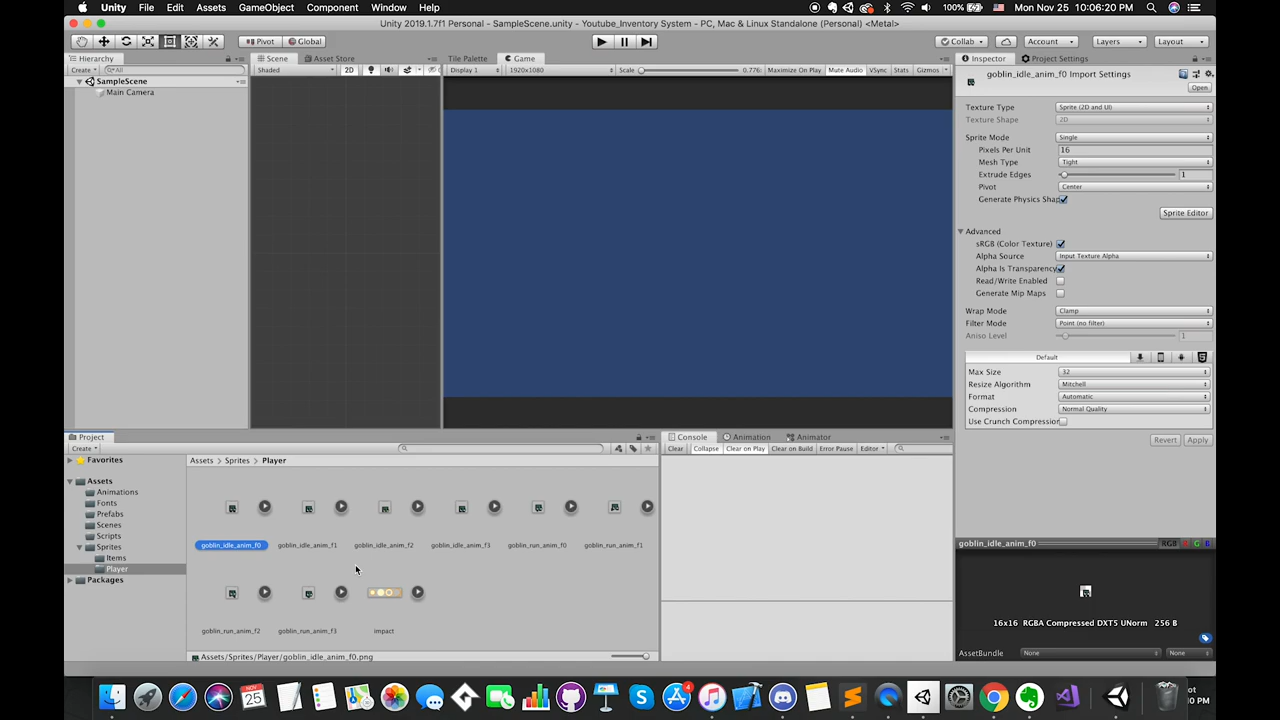 Unity File Edit Assets GameObject Component Window Help 100% Mon Nov 25 10:06:20 PM
Unity 2019.1.7f1 Personal - SampleScene.unity - Youtube_Inventory System - PC, Mac & Linux Standalone (Personal) <Metal>
Pivot Global Collab Account Layers Layout
Hierarchy Scene Asset Store Tile Palette Game Inspector Project Settings
Create All Shaded 2D Display 1 1920x1080 Scale 0.776: Maximize On Play Mute Audio VSync Stats Gizmos
SampleScene
Main Camera
goblin_idle_anim_f0 Import Settings
Open
Texture Type Sprite (2D and UI)
Texture Shape 2D
Sprite Mode Single
Pixels Per Unit 16
Mesh Type Tight
Extrude Edges 1
Pivot Center
Generate Physics Shap
Sprite Editor
Advanced
sRGB (Color Texture)
Alpha Source Input Texture Alpha
Alpha Is Transparency
Read/Write Enabled
Generate Mip Maps
Wrap Mode Clamp
Filter Mode Point (no filter)
Aniso Level 1
Default
Max Size 32
Resize Algorithm Mitchell
Format Automatic
Compression Normal Quality
Use Crunch Compression
Revert Apply
Project
Create
Favorites
Assets
Animations
Fonts
Prefabs
Scenes
Scripts
Sprites
Items
Player
Packages
Assets > Sprites > Player
goblin_idle_anim_f0 goblin_idle_anim_f1 goblin_idle_anim_f2 goblin_idle_anim_f3 goblin_run_anim_f0 goblin_run_anim_f1
goblin_run_anim_f2 goblin_run_anim_f3 impact
Assets/Sprites/Player/goblin_idle_anim_f0.png
Console Animation Animator
Clear Collapse Clear on Play Clear on Build Error Pause Editor
goblin_idle_anim_f0 RGB R G B
16x16 RGBA Compressed DXT5 UNorm 256 B
AssetBundle None None
NOV
25
4